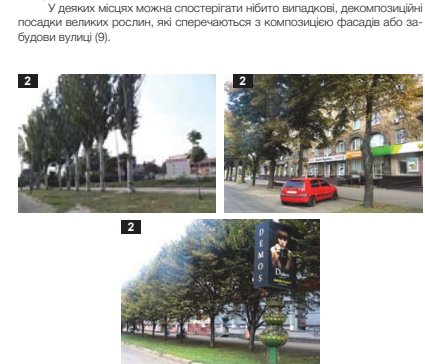 У деяких місцях можна спостерігати нібито випадкові, декомпозиційні
посадки великих рослин, які сперечаються з композицією фасадів або за-
будови вулиці (9).
2
2
2
DEMOS